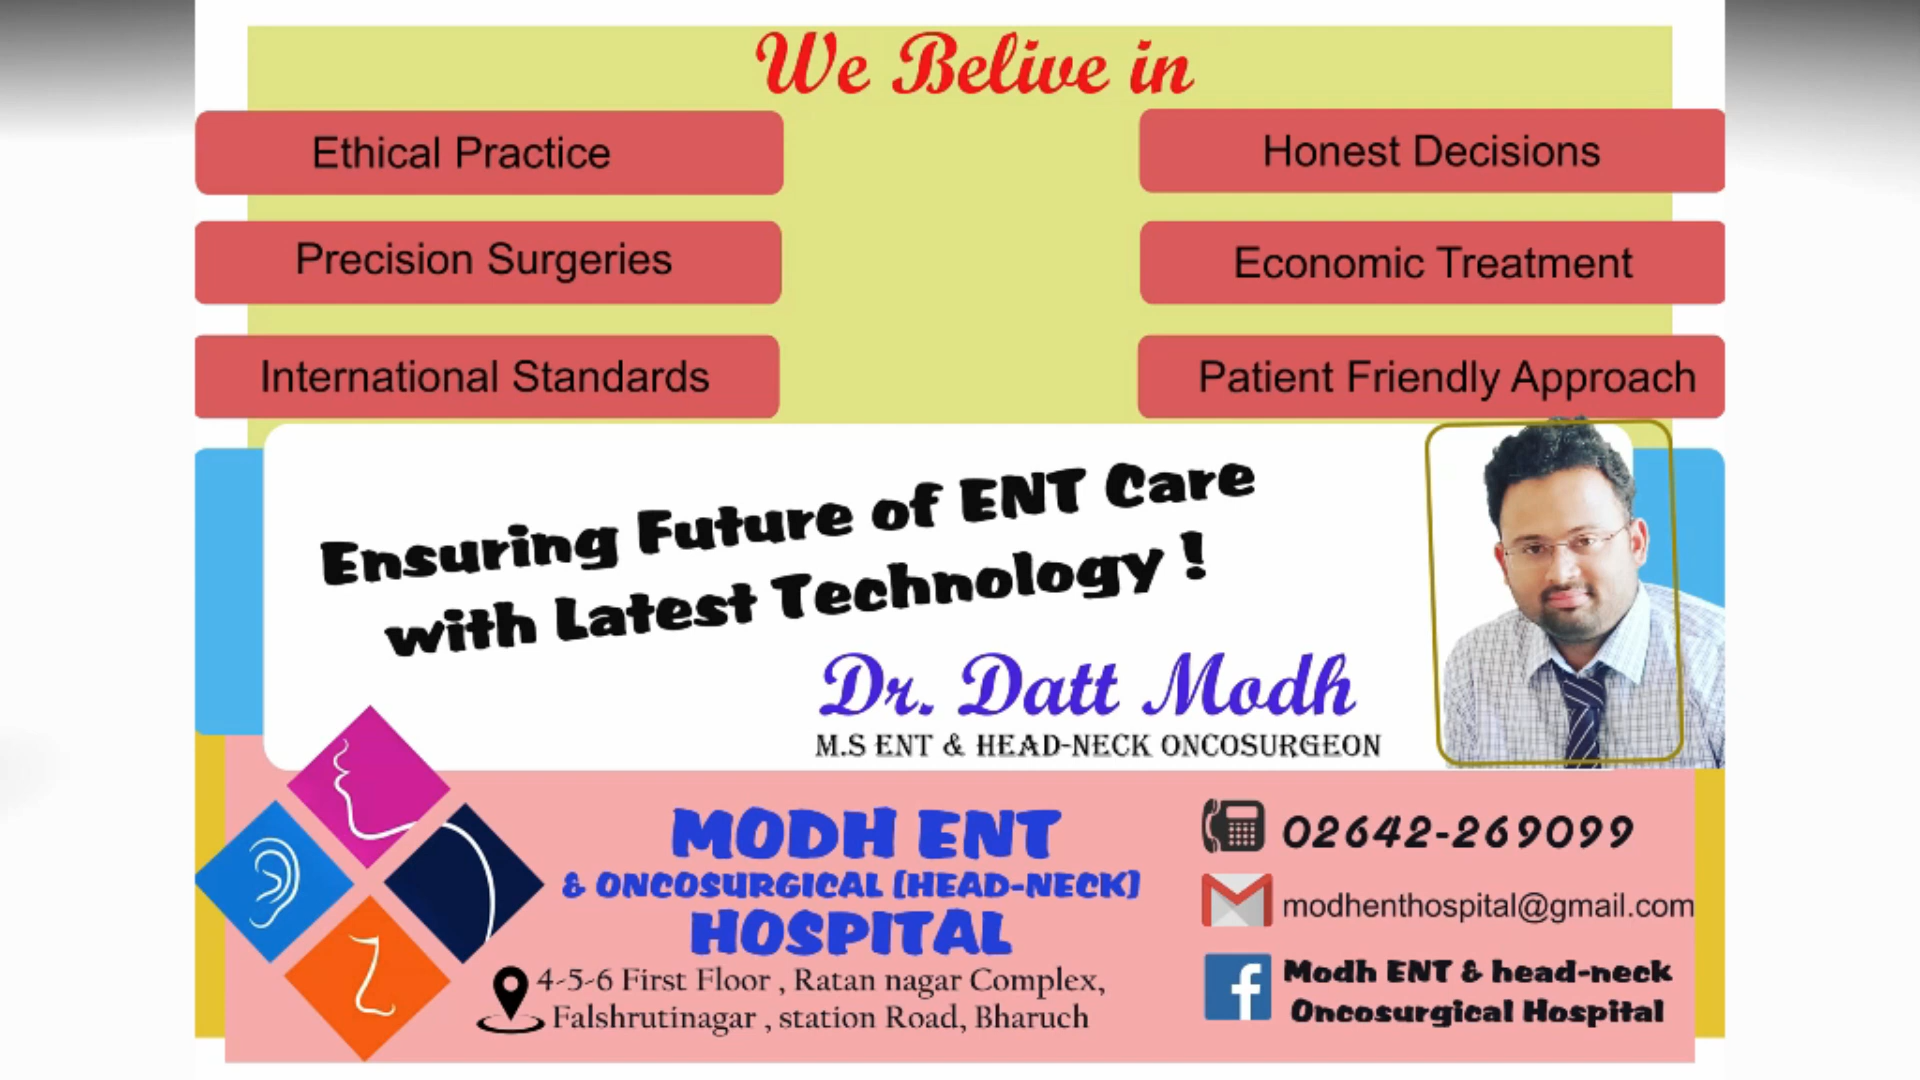 We Belive in
Ethical Practice
Honest Decisions
Precision Surgeries
Economic Treatment
International Standards
Patient Friendly Approach
Ensuring Future of ENT Care
with Latest Technology !
Dr. Datt Modh
M.S ENT & HEAD-NECK ONCOSURGEON
MODH ENT
& ONCOSURGICAL (HEAD-NECK)
HOSPITAL
4-5-6 First Floor , Ratan nagar Complex,
Falshrutinagar , station Road, Bharuch
02642-269099
modhenthospital@gmail.com
Modh ENT & head-neck
Oncosurgical Hospital